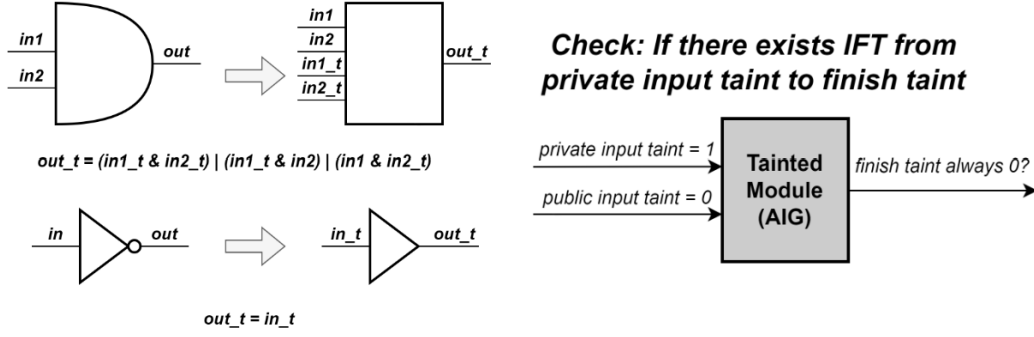 in1
in2
out
in1
in2
in1_t
in2_t
out_t
out_t = (in1_t & in2_t) | (in1_t & in2) | (in1 & in2_t)
in
out
in_t
out_t
out_t = in_t
Check: If there exists IFT from
private input taint to finish taint
private input taint = 1
public input taint = 0
Tainted
Module
(AIG)
finish taint always 0?